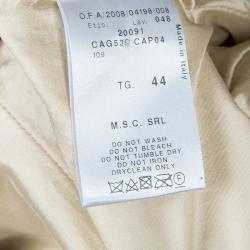 O.F.A/2008/04198/008
Etic. Lav. 048
20091
CAG53P CAP04
109
Made in Italy
TG. 44
M.S.C. SRL
DO NOT WASH
DO NOT BLEACH
DO NOT TUMBLE DRY
DO NOT IRON
DRYCLEAN ONLY
F